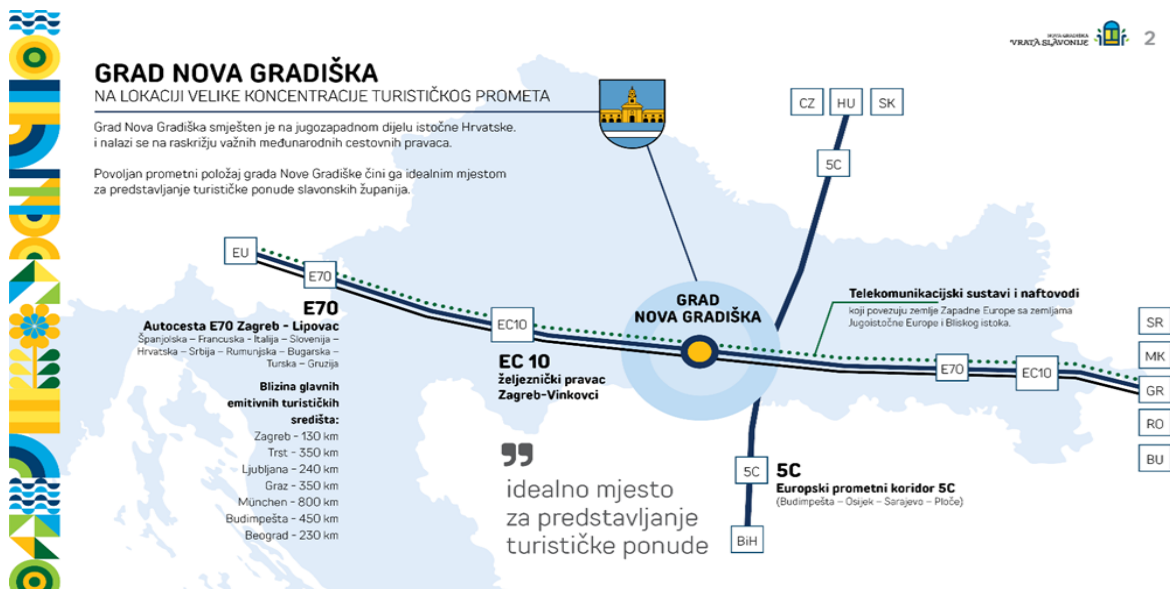 NOVA GRADIŠKA
VRATA SLAVONIJE
2
GRAD NOVA GRADIŠKA
NA LOKACIJI VELIKE KONCENTRACIJE TURISTIČKOG PROMETA
Grad Nova Gradiška smješten je na jugozapadnom dijelu istočne Hrvatske.
i nalazi se na raskrižju važnih međunarodnih cestovnih pravaca.
Povoljan prometni položaj grada Nove Gradiške čini ga idealnim mjestom
za predstavljanje turističke ponude slavonskih županija.
CZ
HU
SK
5C
EU
E70
E70
Autocesta E70 Zagreb - Lipovac
Španjolska – Francuska - Italija – Slovenija –
Hrvatska – Srbija – Rumunjska – Bugarska –
Turska – Gruzija
Blizina glavnih
emitivnih turističkih
središta:
Zagreb - 130 km
Trst - 350 km
Ljubljana - 240 km
Graz - 350 km
München - 800 km
Budimpešta - 450 km
Beograd - 230 km
EC10
EC 10
željeznički pravac
Zagreb-Vinkovci
GRAD
NOVA GRADIŠKA
Telekomunikacijski sustavi i naftovodi
koji povezuju zemlje Zapadne Europe sa zemljama
Jugoistočne Europe i Bliskog istoka.
E70
EC10
SR
MK
GR
RO
BU
”
idealno mjesto
za predstavljanje
turističke ponude
5C
5C
Europski prometni koridor 5C
(Budimpešta – Osijek – Sarajevo – Ploče)
BiH